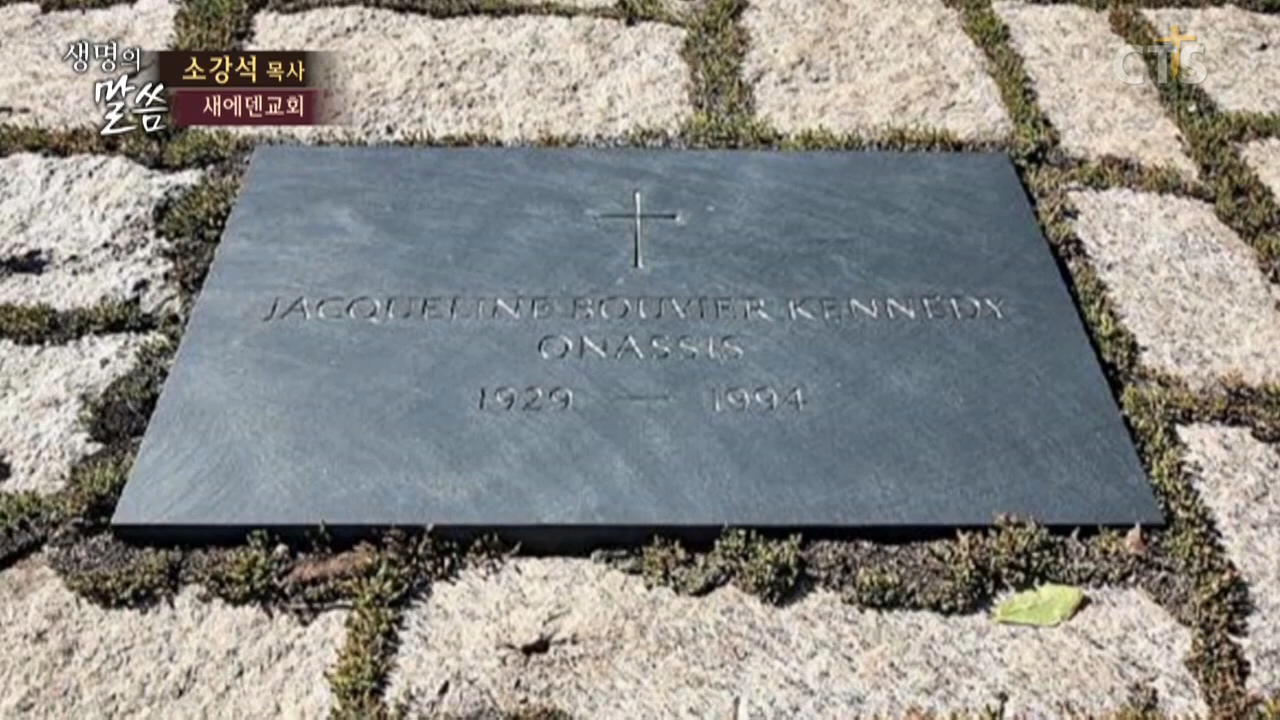 생명의
말씀
소강석 목사
새에덴교회
CTS
JACQUELINE BOUVIER KENNEDY
ONASSIS
1929 — 1994